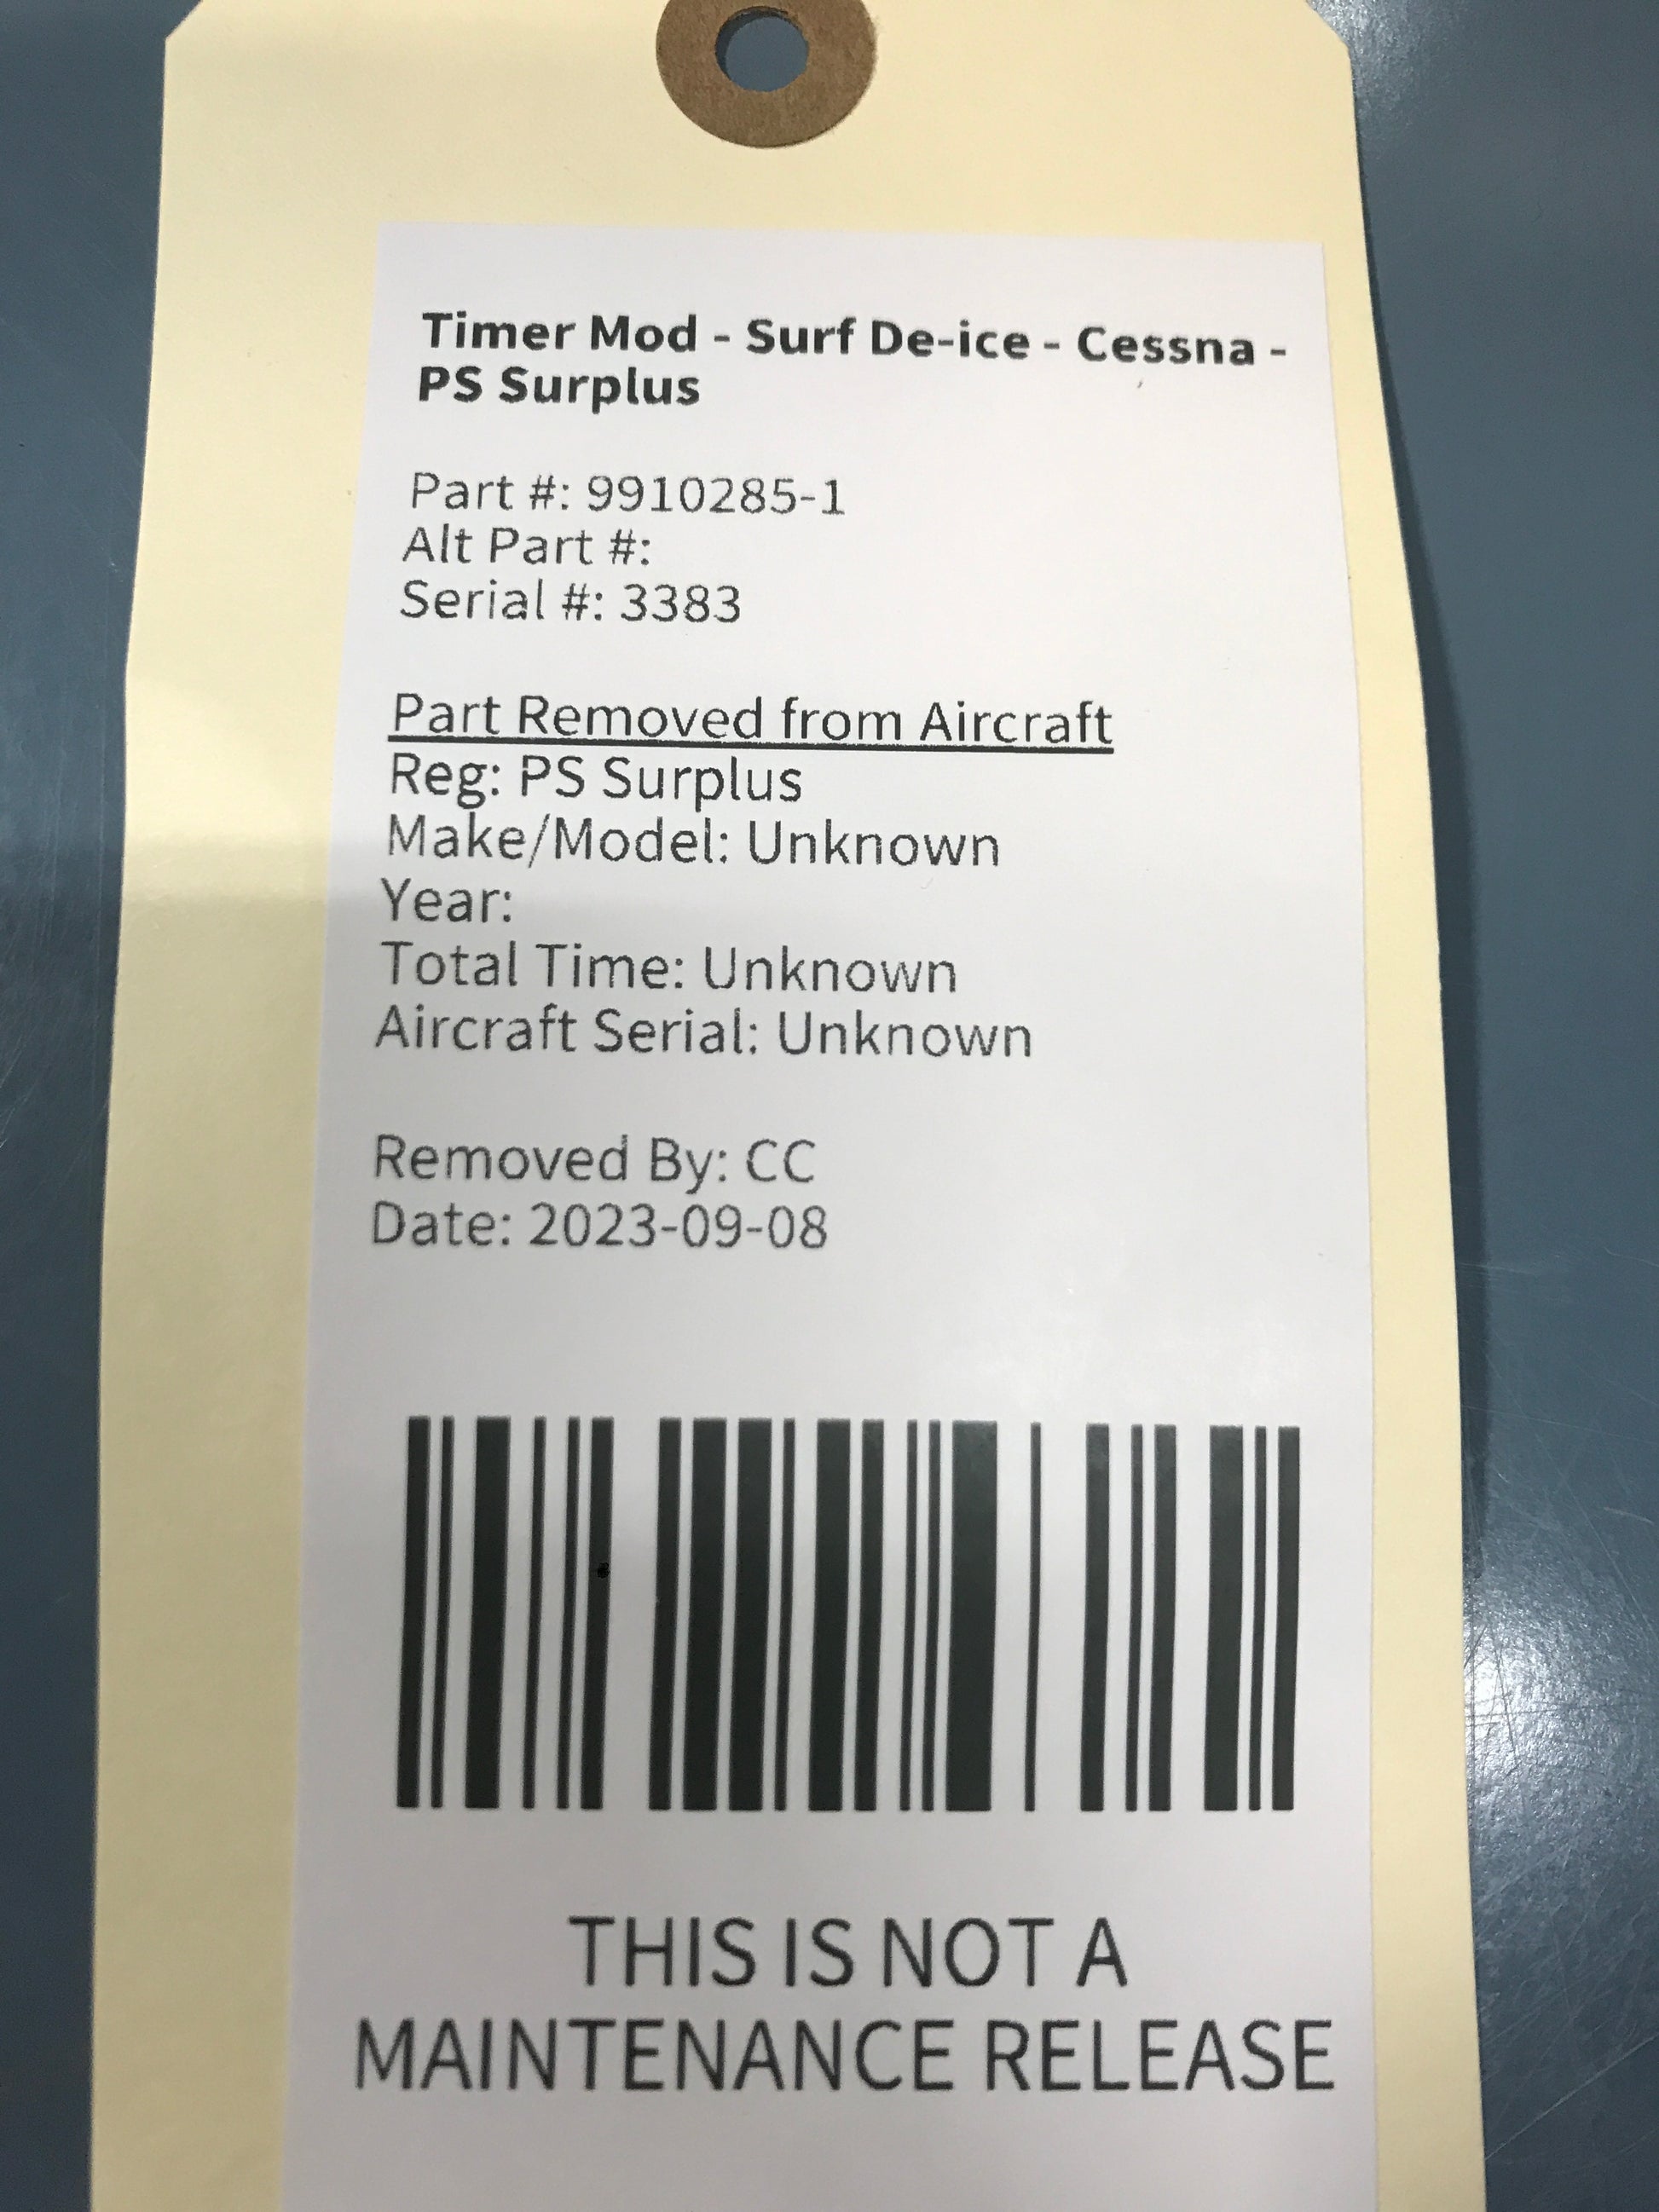 Timer Mod - Surf De-ice - Cessna -
PS Surplus
Part #: 9910285-1
Alt Part #:
Serial #: 3383
Part Removed from Aircraft
Reg: PS Surplus
Make/Model: Unknown
Year:
Total Time: Unknown
Aircraft Serial: Unknown
Removed By: CC
Date: 2023-09-08
THIS IS NOT A
MAINTENANCE RELEASE